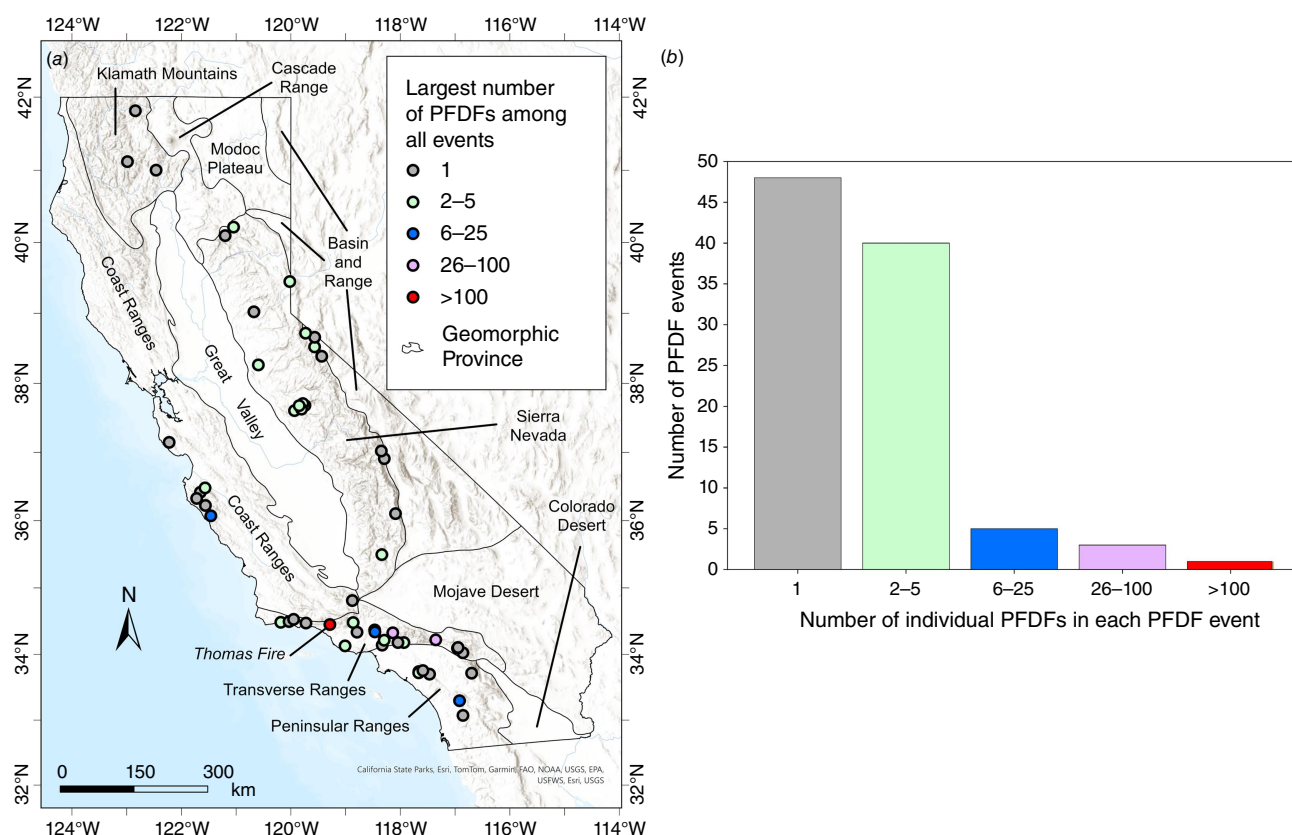 124°W 122°W 120°W 118°W 116°W 114°W
(a)
Klamath Mountains
Cascade
Range
Modoc
Plateau
Basin
and
Range
Coast Ranges
Great
Valley
Sierra
Nevada
Coast Ranges
Colorado
Desert
Mojave Desert
Thomas Fire
Transverse Ranges
Peninsular Ranges
N
0 150 300
km
California State Parks, Esri, TomTom, Garmin, FAO, NOAA, USGS, EPA,
USFWS, Esri, USGS
Largest number
of PFDFs among
all events
1
2–5
6–25
26–100
>100
Geomorphic
Province
42°N
40°N
38°N
36°N
34°N
32°N
42°N
40°N
38°N
36°N
34°N
32°N
124°W 122°W 120°W 118°W 116°W 114°W
(b)
Number of PFDF events
50
45
40
35
30
25
20
15
10
5
0
1 2–5 6–25 26–100 >100
Number of individual PFDFs in each PFDF event